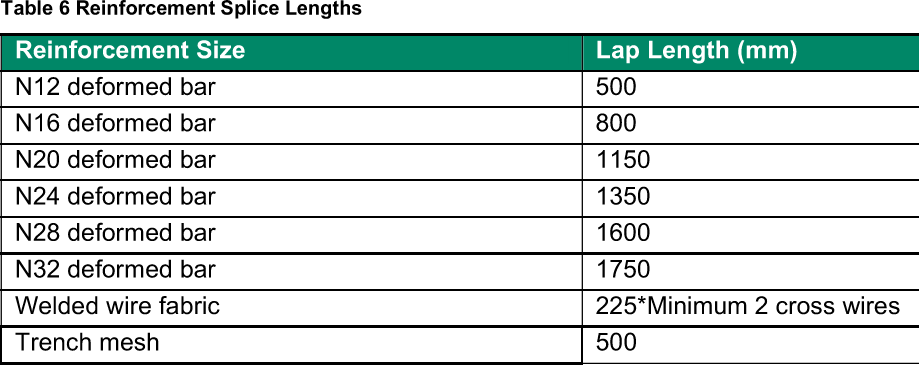 Table 6 Reinforcement Splice Lengths
Reinforcement Size Lap Length (mm)
N12 deformed bar 500
N16 deformed bar 800
N20 deformed bar 1150
N24 deformed bar 1350
N28 deformed bar 1600
N32 deformed bar 1750
Welded wire fabric 225*Minimum 2 cross wires
Trench mesh 500